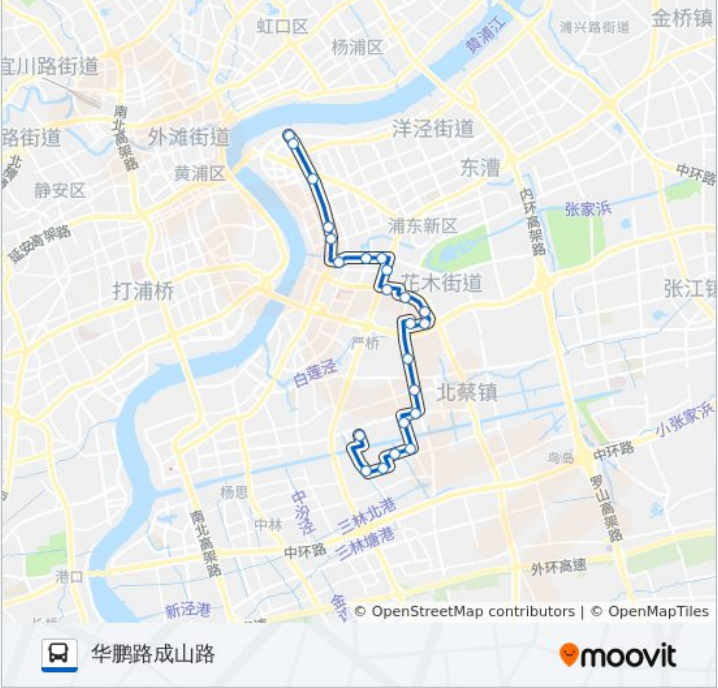 虹口区
金桥镇
浦兴路街道
杨浦区
黄浦江
宜川路街道
南北高架路
路街道
外滩街道
洋泾街道
黄浦区
东漕
中环路
静安区
内环高架路
张家浜
浦东新区
延安高架路
花木街道
打浦桥
张江镇
严桥
白莲泾
北蔡镇
小张家浜
中环路
鸟岛
杨思
中汾泾
罗山高架路
三林北港
中林
南北高架路
中环路
三林塘港
外环高速
港口
新泾港
© OpenStreetMap contributors | © OpenMapTiles
华鹏路成山路
moovit